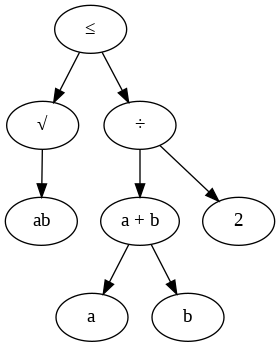 ≤
√ ÷
ab a + b 2
a b